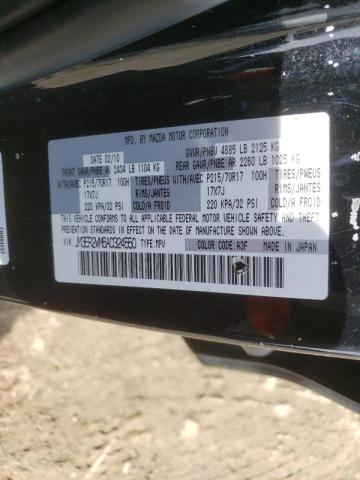 MFD. BY MAZDA MOTOR CORPORATION
DATE 02/10 GVWR/PNBV 4685 LB 2125 KG
FRONT GAWR/PNBE AV 2434 LB 1104 KG REAR GAWR/PNBE AR 2260 LB 1025 KG
WITH/AVEC P215/70R17 100H TIRES/PNEUS WITH/AVEC P215/70R17 100H TIRES/PNEUS
17X7J RIMS/JANTES 17X7J RIMS/JANTES
220 KPA/32 PSI COLD/A FROID 220 KPA/32 PSI COLD/A FROID
THIS VEHICLE CONFORMS TO ALL APPLICABLE FEDERAL MOTOR VEHICLE
SAFETY STANDARDS IN EFFECT ON THE DATE OF
MANUFACTURE SHOWN ABOVE.
VIN: TYPE: MPV
COLOR CODE: A3F MADE IN JAPAN